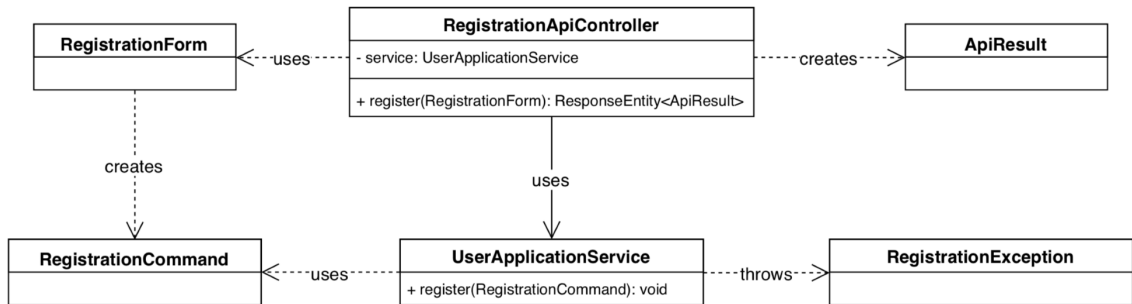 RegistrationForm
RegistrationApiController
ApiResult
- service: UserApplicationService
uses
creates
+ register(RegistrationForm): ResponseEntity<ApiResult>
creates
uses
RegistrationCommand
UserApplicationService
RegistrationException
uses
throws
+ register(RegistrationCommand): void